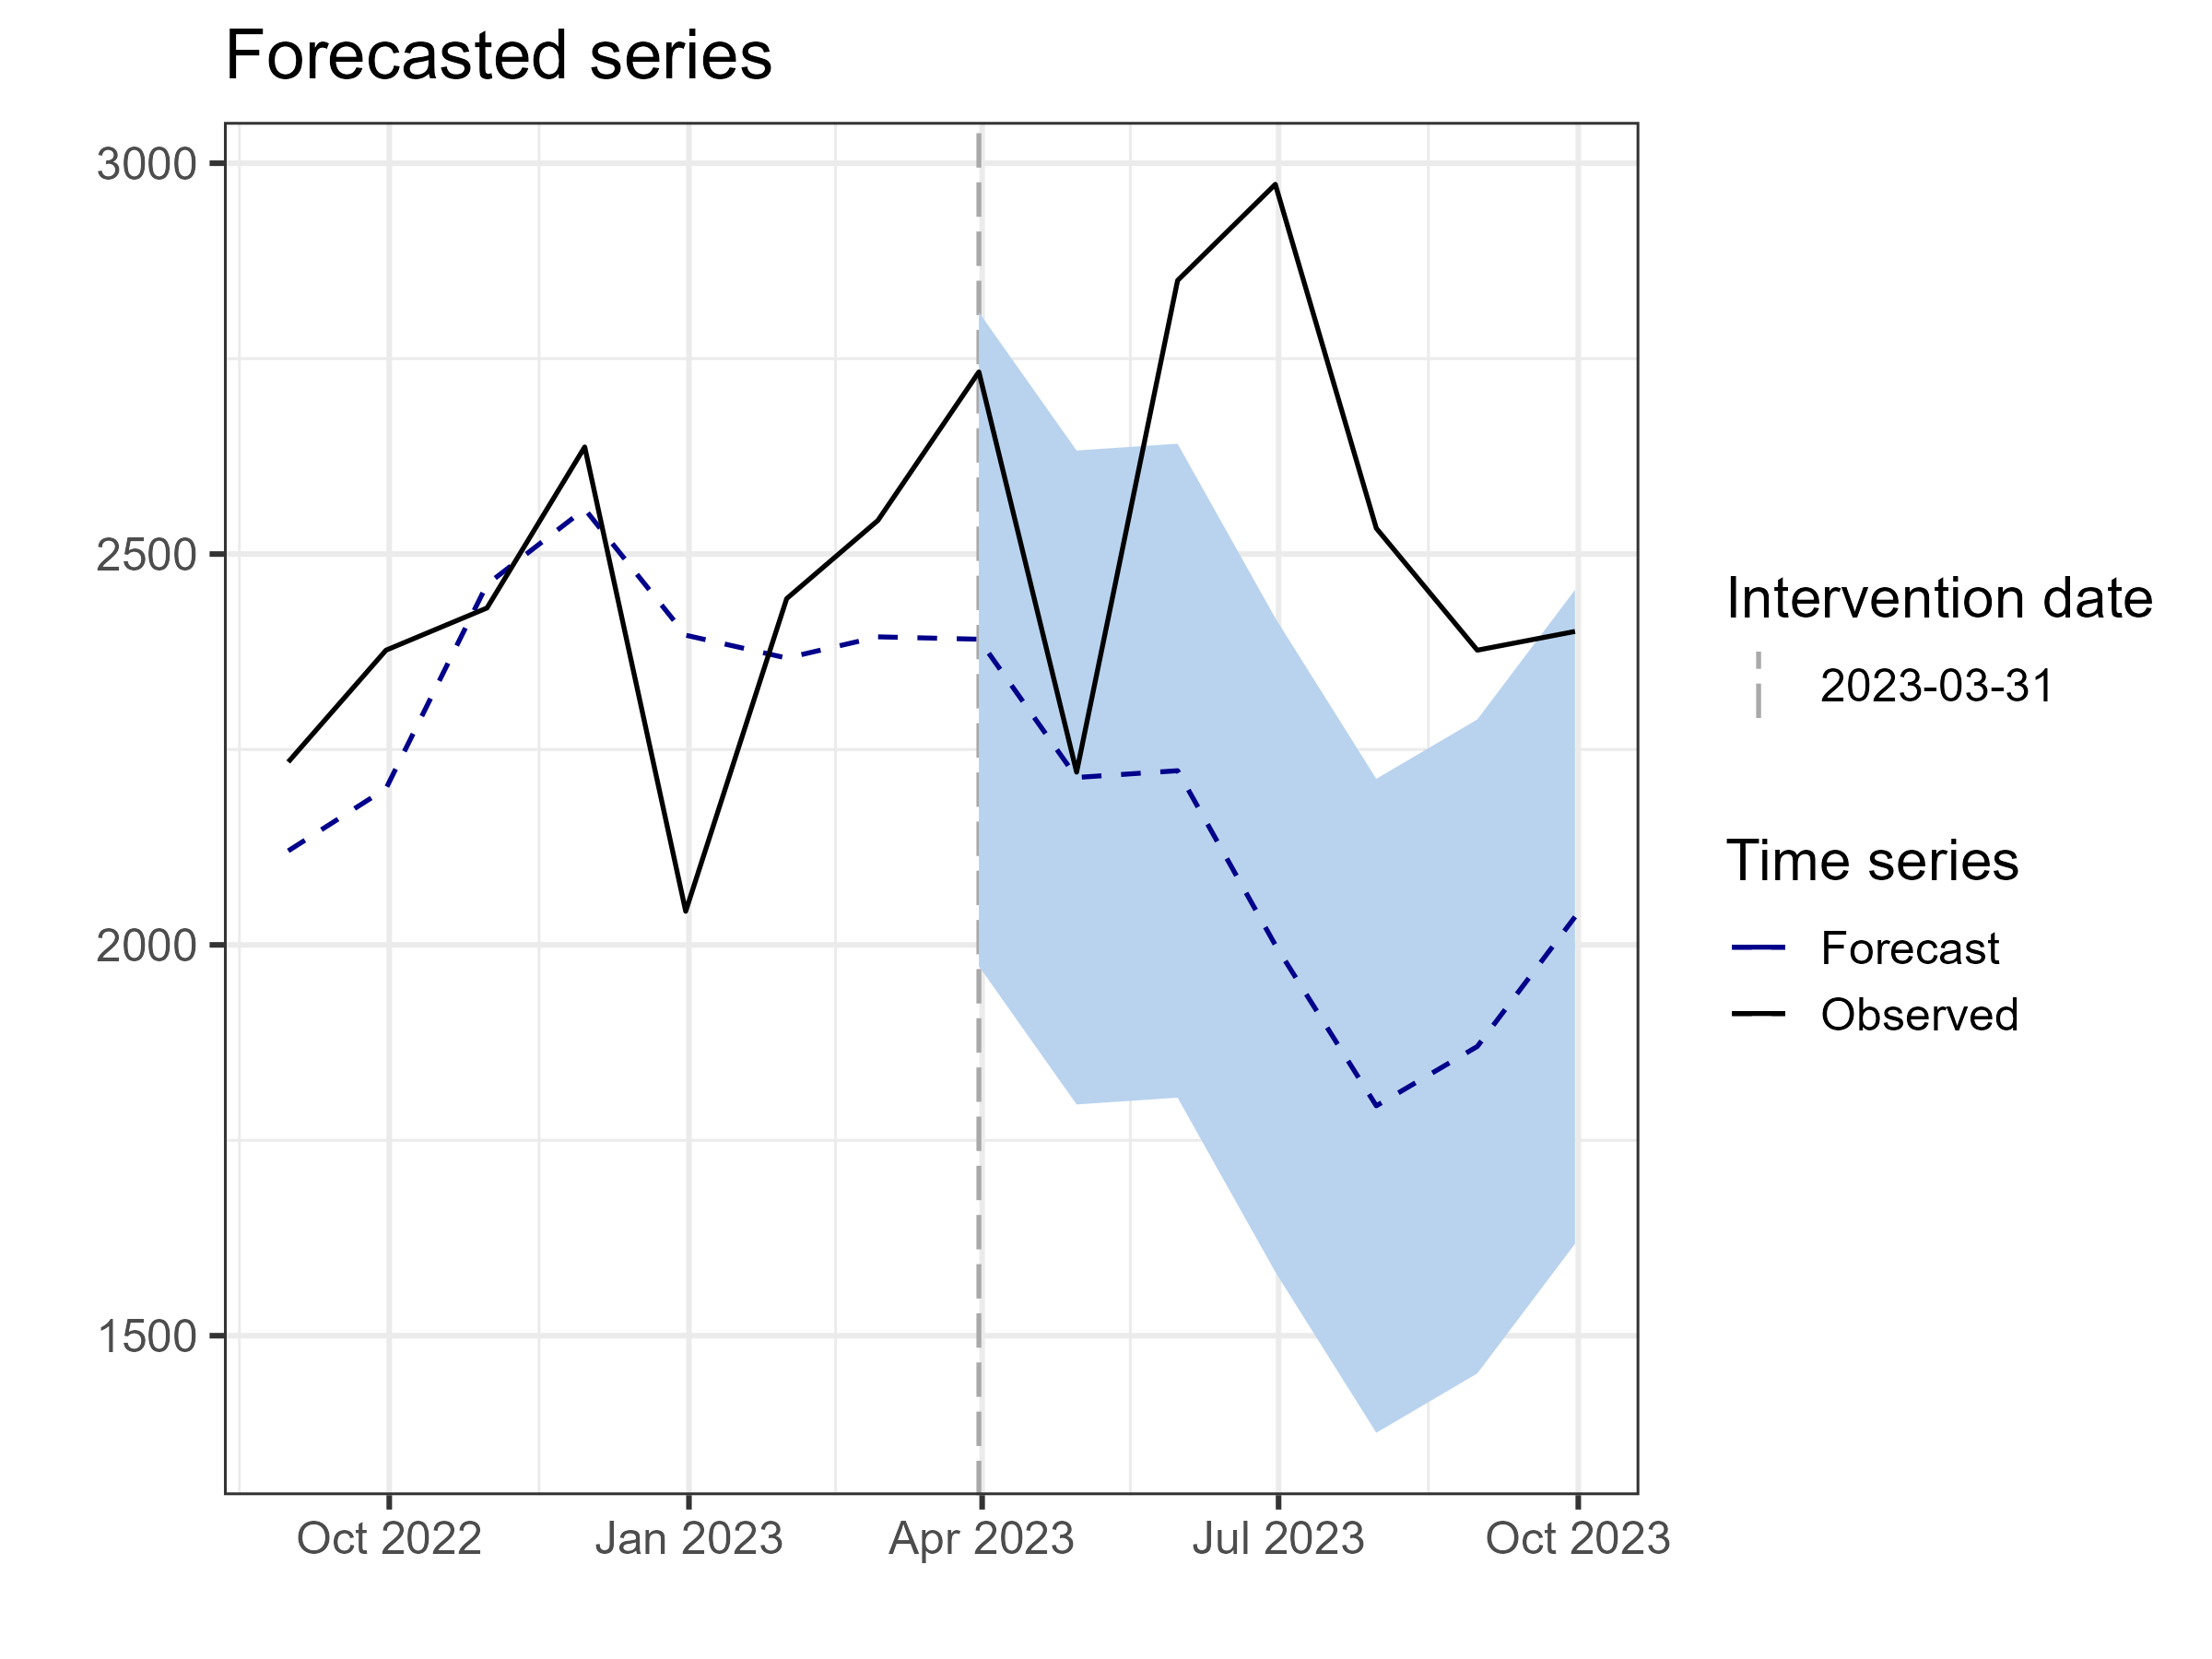 Forecasted series
3000
2500
2000
1500
Oct 2022
Jan 2023
Apr 2023
Jul 2023
Oct 2023
Intervention date
2023-03-31
Time series
Forecast
Observed